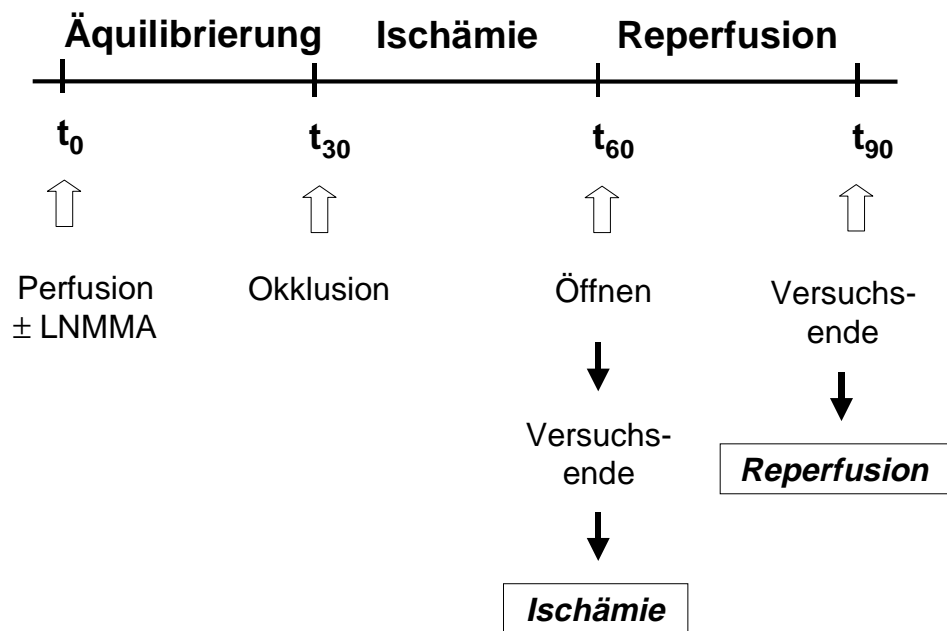 Äquilibrierung Ischämie Reperfusion
t₀ t₃₀ t₆₀ t₉₀
Perfusion
± LNMMA
Okklusion
Öffnen
Versuchs-
ende
Ischämie
Versuchs-
ende
Reperfusion